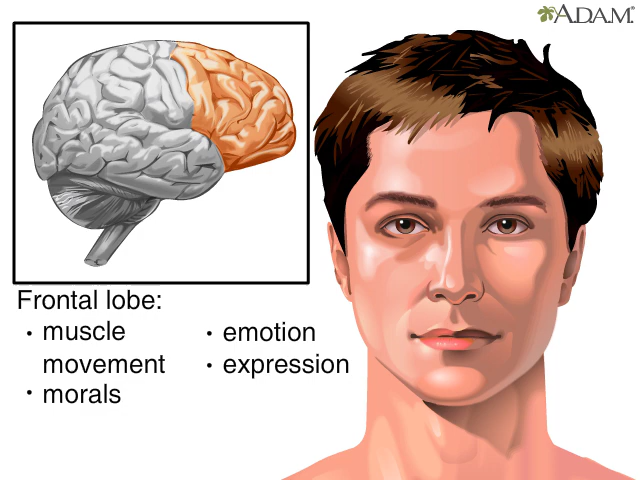 A.D.A.M.
Frontal lobe:
· muscle
movement
· morals
· emotion
· expression